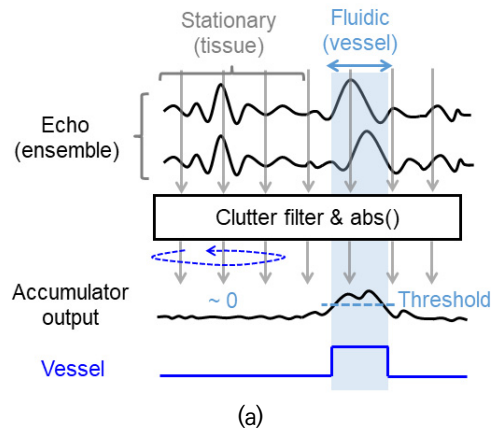 Stationary
(tissue)
Fluidic
(vessel)
Echo
(ensemble)
Clutter filter & abs()
Accumulator
output
~ 0
Threshold
Vessel
(a)